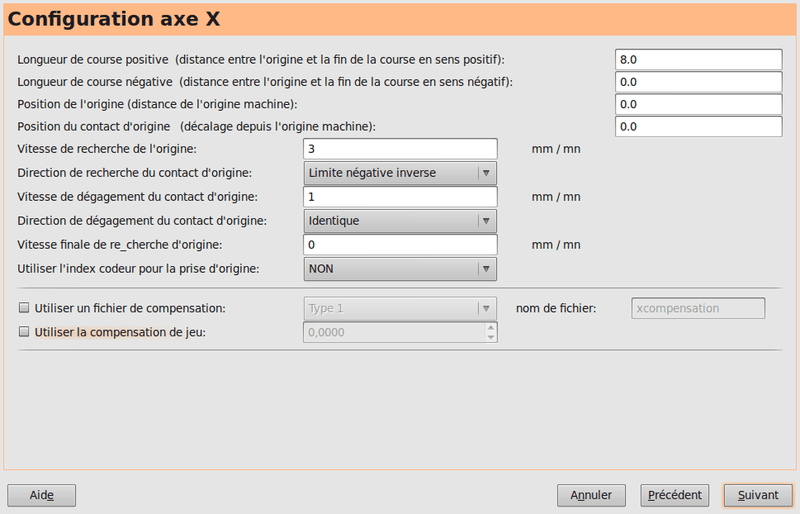 Configuration axe X
Longueur de course positive  (distance entre l'origine et la fin de la course en sens positif): 8.0
Longueur de course négative  (distance entre l'origine et la fin de la course en sens négatif): 0.0
Position de l'origine (distance de l'origine machine): 0.0
Position du contact d'origine   (décalage depuis l'origine machine): 0.0
Vitesse de recherche de l'origine: 3 mm / mn
Direction de recherche du contact d'origine: Limite négative inverse
Vitesse de dégagement du contact d'origine: 1 mm / mn
Direction de dégagement du contact d'origine: Identique
Vitesse finale de re_cherche d'origine: 0 mm / mn
Utiliser l'index codeur pour la prise d'origine: NON
Utiliser un fichier de compensation: Type 1 nom de fichier: xcompensation
Utiliser la compensation de jeu: 0,0000
Aide Annuler Précédent Suivant